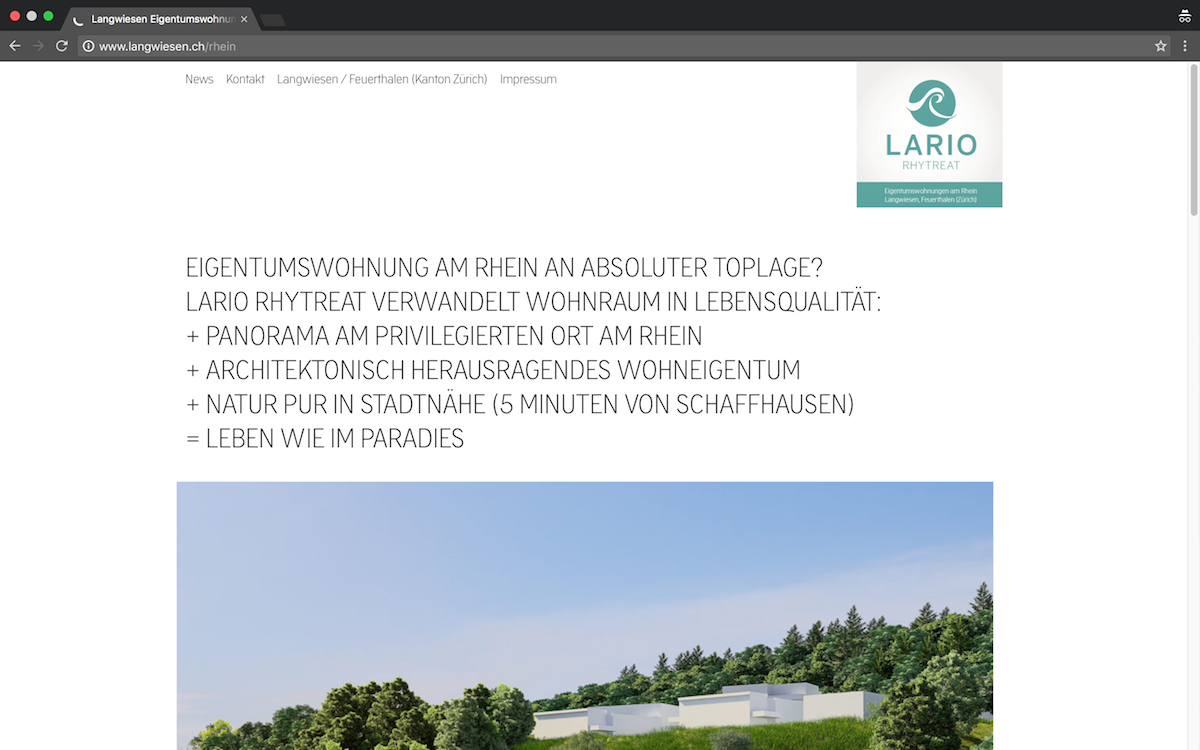 Langwiesen Eigentumswohnun
www.langwiesen.ch/rhein
News Kontakt Langwiesen / Feuerthalen (Kanton Zürich) Impressum
LARIO
RHYTREAT
Eigentumswohnungen am Rhein
Langwiesen, Feuerthalen (Zürich)
EIGENTUMSWOHNUNG AM RHEIN AN ABSOLUTER TOPLAGE?
LARIO RHYTREAT VERWANDELT WOHNRAUM IN LEBENSQUALITÄT:
+ PANORAMA AM PRIVILEGIERTEN ORT AM RHEIN
+ ARCHITEKTONISCH HERAUSRAGENDES WOHNEIGENTUM
+ NATUR PUR IN STADTNÄHE (5 MINUTEN VON SCHAFFHAUSEN)
= LEBEN WIE IM PARADIES